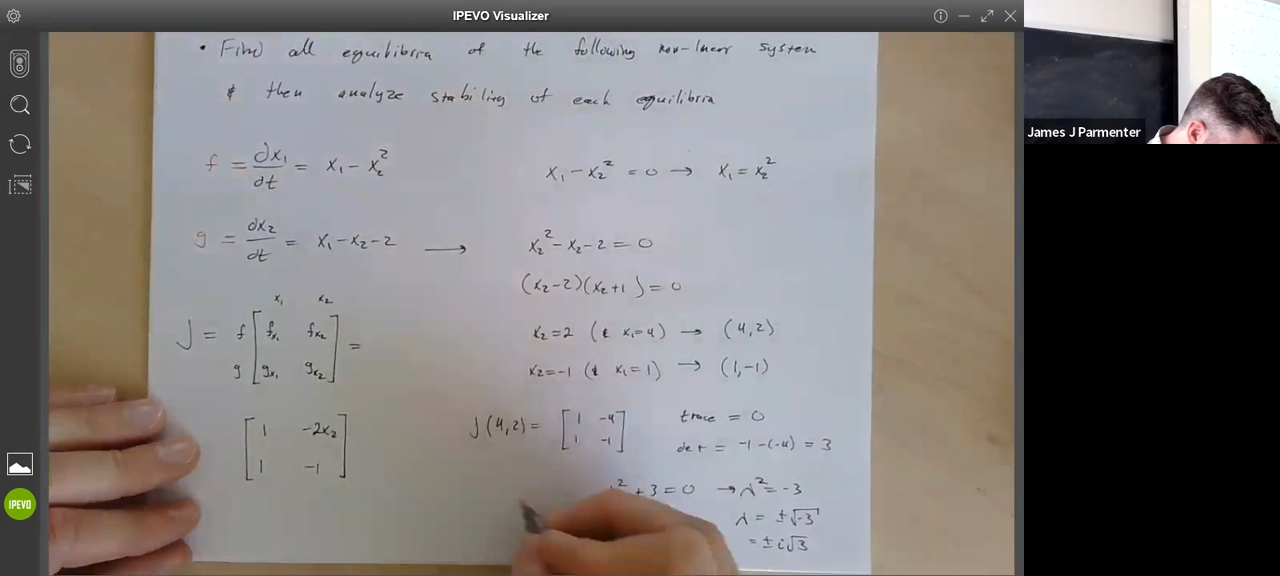 IPEVO Visualizer
James J Parmenter
• Find all equilibria of the following non-linear system
& then analyze stability of each equilibria
f = dx₁/dt = x₁ - x₂²
x₁ - x₂² = 0 → x₁ = x₂²
g = dx₂/dt = x₁ - x₂ - 2 →
x₂² - x₂ - 2 = 0
(x₂-2)(x₂+1) = 0
x₁ x₂
J = f [ fx₁ fx₂ ] =
g [ gx₁ gx₂ ]
x₂=2 (& x₁=4) → (4,2)
x₂=-1 (& x₁=1) → (1,-1)
[ 1 -2x₂ ]
[ 1 -1 ]
J(4,2) = [ 1 -4 ]
[ 1 -1 ]
trace = 0
det = -1-(-4) = 3
² + 3 = 0 → λ² = -3
λ = ±√-3
= ±i√3
IPEVO